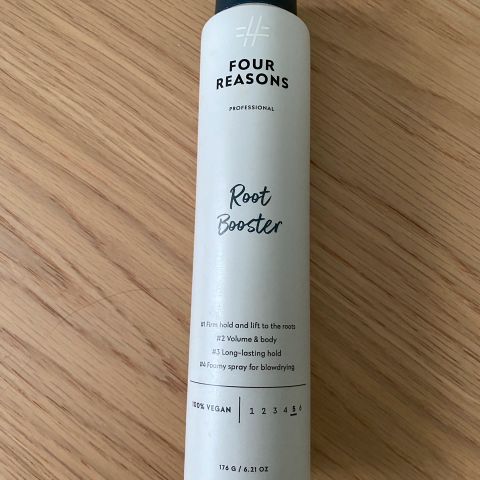 FOUR
REASONS
PROFESSIONAL
Root
Booster
#1 Firm hold and lift to the roots
#2 Volume & body
#3 Long-lasting hold
#4 Foamy spray for blowdrying
100% VEGAN 1 2 3 4 5 6
176 G / 6.21 OZ